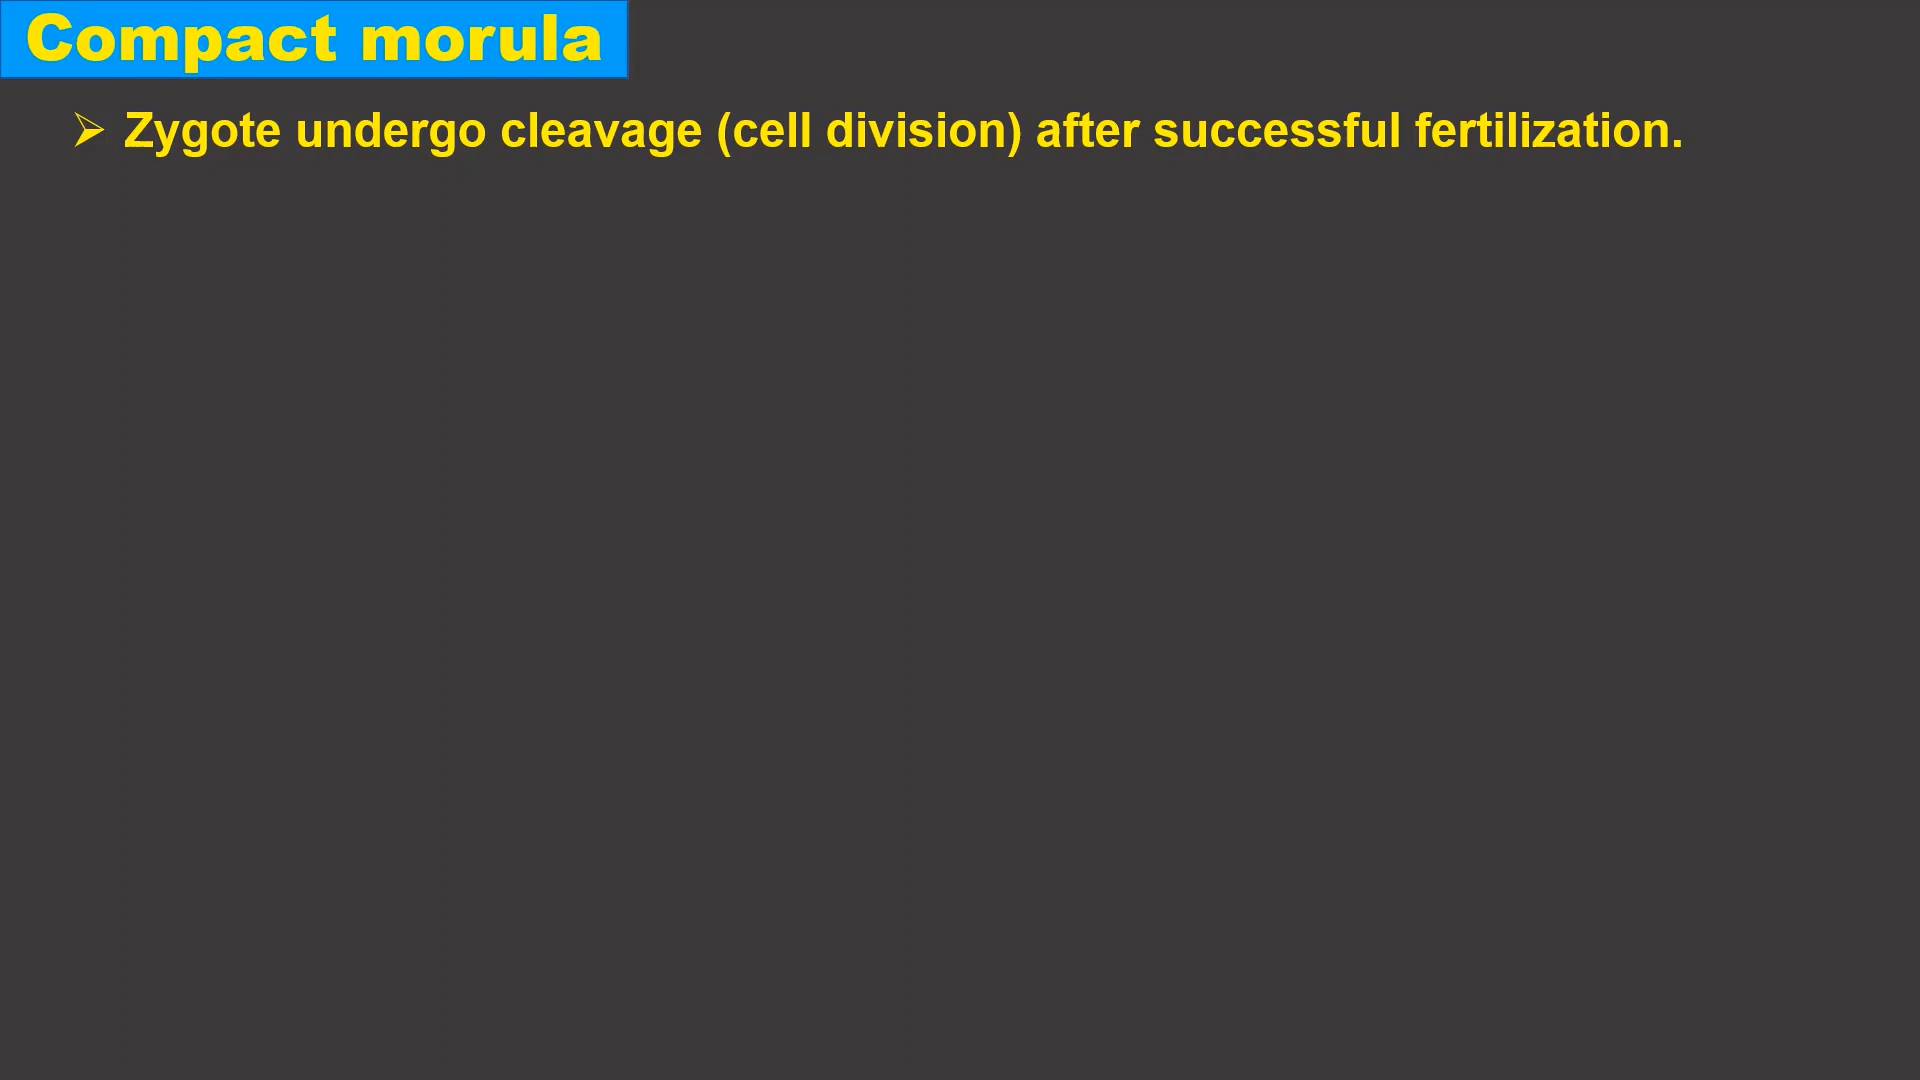 Compact morula
➢ Zygote undergo cleavage (cell division) after successful fertilization.